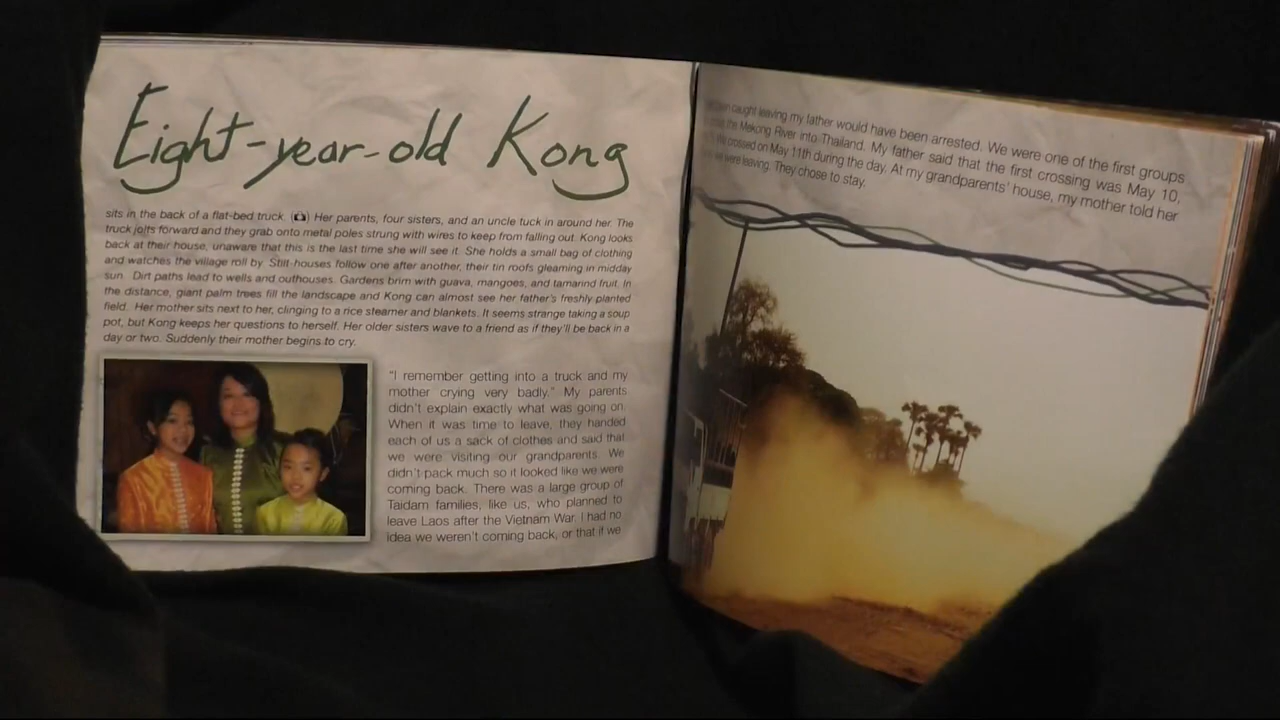 Eight-year-old Kong
sits in the back of a flat-bed truck. ( ) Her parents, four sisters, and an uncle tuck in around her. The
truck jolts forward and they grab onto metal poles strung with wires to keep from falling out. Kong looks
back at their house, unaware that this is the last time she will see it. She holds a small bag of clothing
and watches the village roll by. Stilt-houses follow one after another, their tin roofs gleaming in midday
sun. Dirt paths lead to wells and outhouses. Gardens brim with guava, mangoes, and tamarind fruit. In
the distance, giant palm trees fill the landscape and Kong can almost see her father's freshly planted
field. Her mother sits next to her, clinging to a rice steamer and blankets. It seems strange taking a soup
pot, but Kong keeps her questions to herself. Her older sisters wave to a friend as if they'll be back in a
day or two. Suddenly their mother begins to cry.
"I remember getting into a truck and my
mother crying very badly." My parents
didn't explain exactly what was going on.
When it was time to leave, they handed
each of us a sack of clothes and said that
we were visiting our grandparents. We
didn't pack much so it looked like we were
coming back. There was a large group of
Taidam families, like us, who planned to
leave Laos after the Vietnam War. I had no
idea we weren't coming back, or that if we
caught leaving my father would have been arrested. We were one of the first groups
the Mekong River into Thailand. My father said that the first crossing was May 10,
crossed on May 11th during the day. At my grandparents' house, my mother told her
were leaving. They chose to stay.